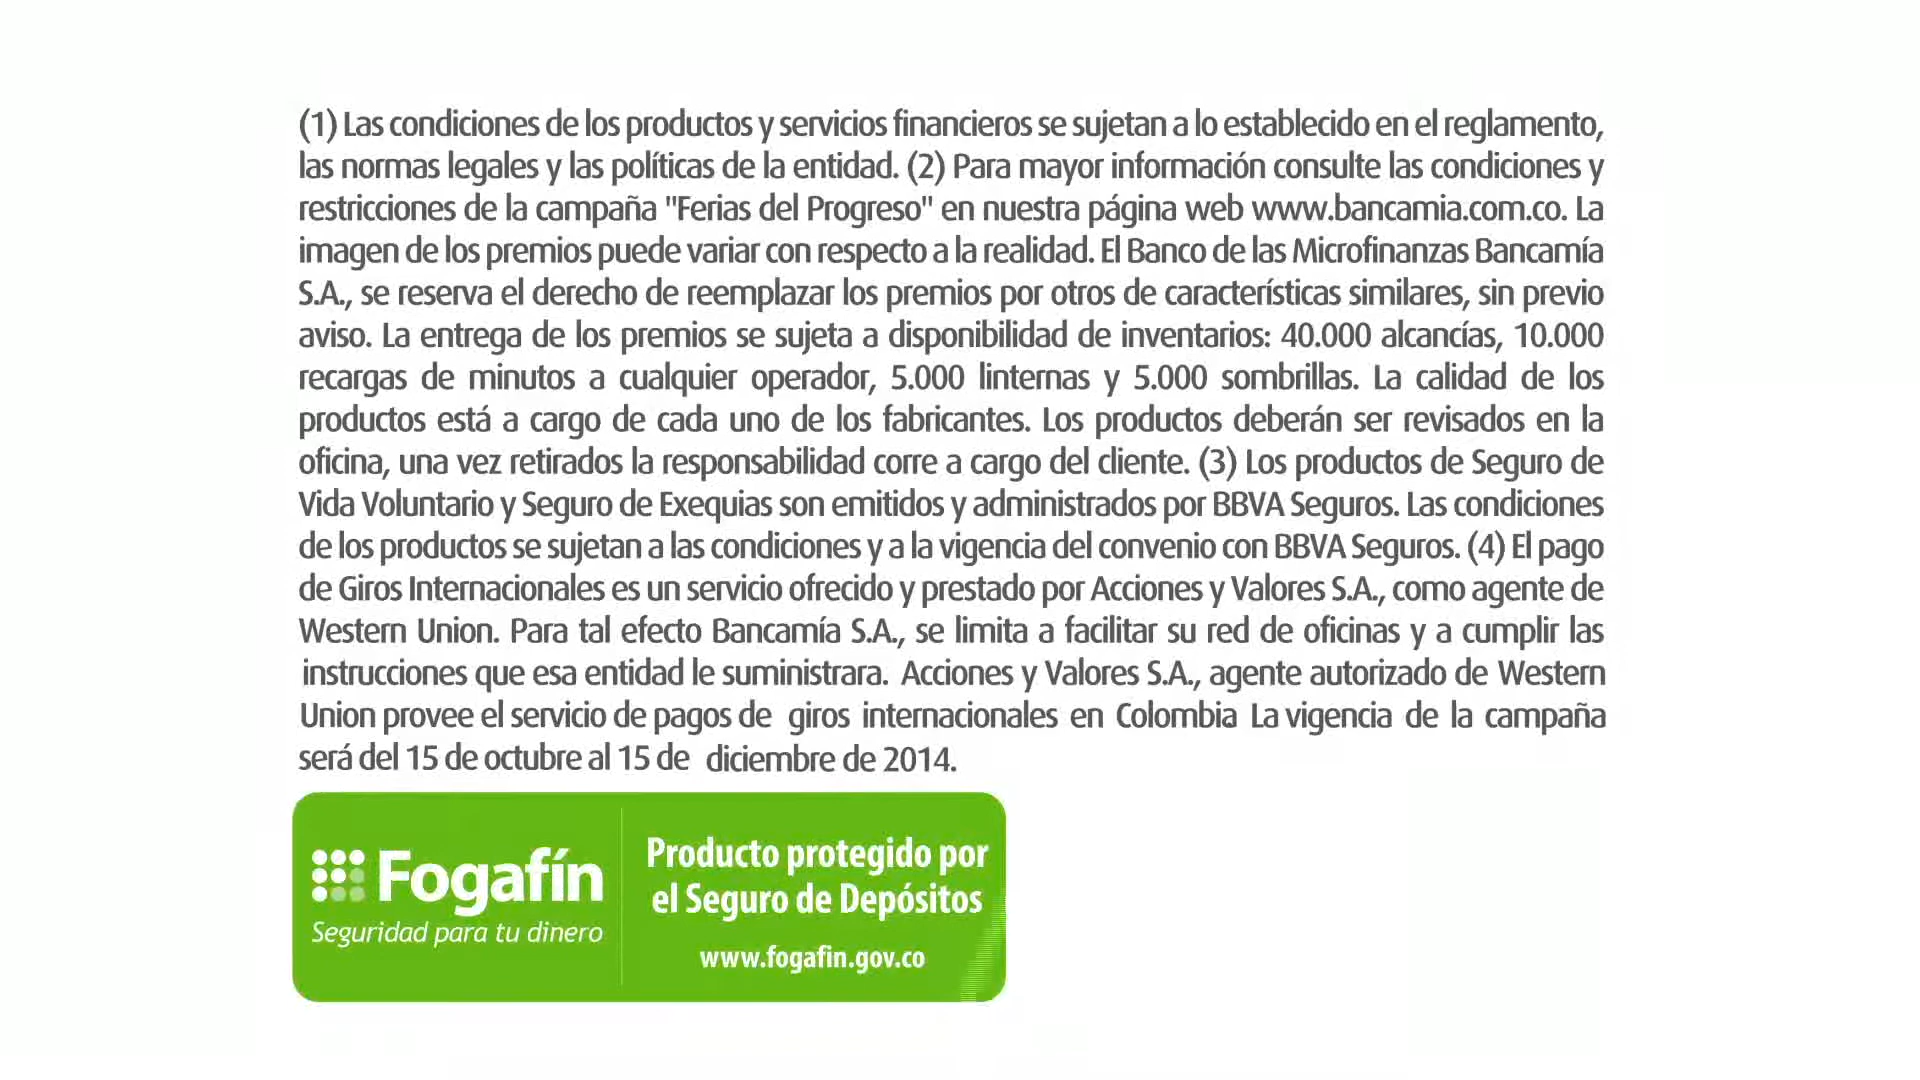 (1) Las condiciones de los productos y servicios financieros se sujetan a lo establecido en el reglamento,
las normas legales y las políticas de la entidad. (2) Para mayor información consulte las condiciones y
restricciones de la campaña "Ferias del Progreso" en nuestra página web www.bancamia.com.co. La
imagen de los premios puede variar con respecto a la realidad. El Banco de las Microfinanzas Bancamía
S.A., se reserva el derecho de reemplazar los premios por otros de características similares, sin previo
aviso. La entrega de los premios se sujeta a disponibilidad de inventarios: 40.000 alcancías, 10.000
recargas de minutos a cualquier operador, 5.000 linternas y 5.000 sombrillas. La calidad de los
productos está a cargo de cada uno de los fabricantes. Los productos deberán ser revisados en la
oficina, una vez retirados la responsabilidad corre a cargo del cliente. (3) Los productos de Seguro de
Vida Voluntario y Seguro de Exequias son emitidos y administrados por BBVA Seguros. Las condiciones
de los productos se sujetan a las condiciones y a la vigencia del convenio con BBVA Seguros. (4) El pago
de Giros Internacionales es un servicio ofrecido y prestado por Acciones y Valores S.A., como agente de
Western Union. Para tal efecto Bancamía S.A., se limita a facilitar su red de oficinas y a cumplir las
instrucciones que esa entidad le suministrara. Acciones y Valores S.A., agente autorizado de Western
Union provee el servicio de pagos de giros internacionales en Colombia La vigencia de la campaña
será del 15 de octubre al 15 de diciembre de 2014.
Fogafín
Seguridad para tu dinero
Producto protegido por
el Seguro de Depósitos
www.fogafin.gov.co